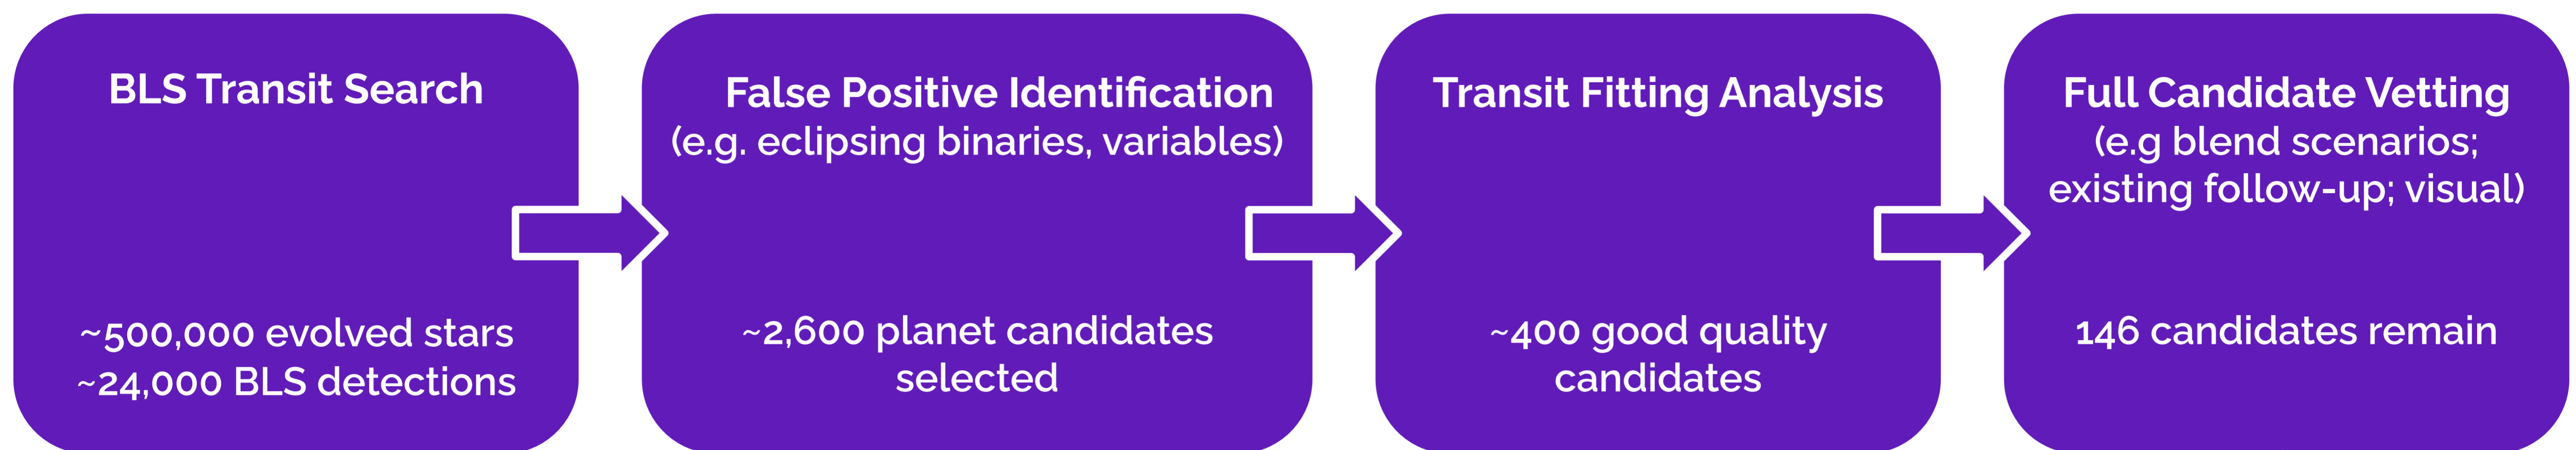 BLS Transit Search
~500,000 evolved stars
~24,000 BLS detections
False Positive Identification
(e.g. eclipsing binaries, variables)
~2,600 planet candidates
selected
Transit Fitting Analysis
~400 good quality
candidates
Full Candidate Vetting
(e.g blend scenarios;
existing follow-up; visual)
146 candidates remain